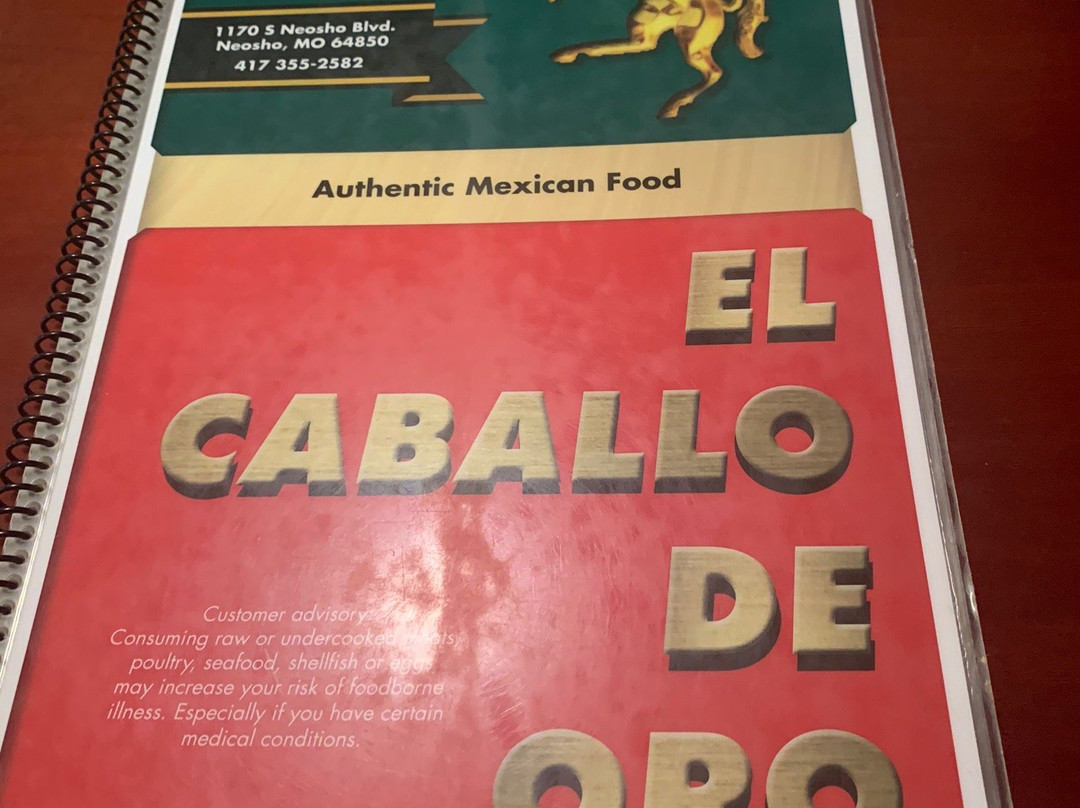 1170 S Neosho Blvd.
Neosho, MO 64850
417 355-2582
Authentic Mexican Food
EL
CABALLO
DE
ORO
Customer advisory
Consuming raw or undercooked
poultry, seafood, shellfish or eggs
may increase your risk of foodborne
illness. Especially if you have certain
medical conditions.